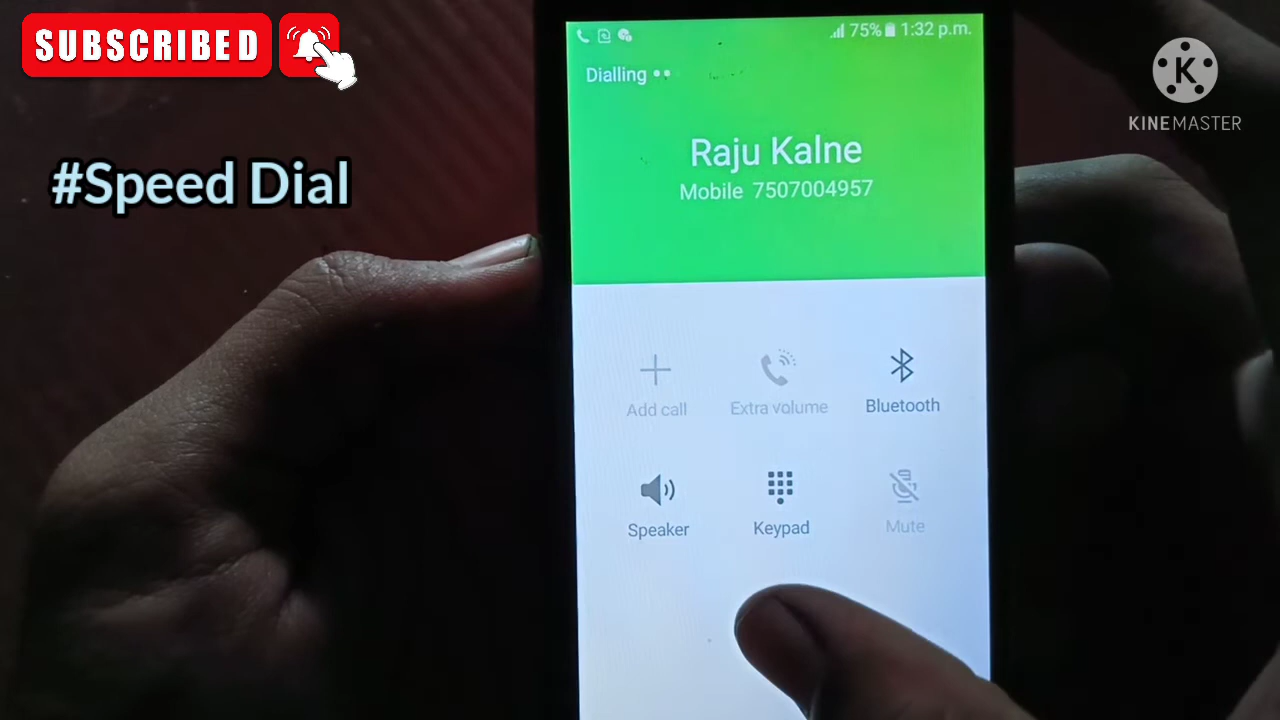 SUBSCRIBED
#Speed Dial
75% 1:32 p.m.
Dialling
Raju Kalne
Mobile 7507004957
Add call
Extra volume
Bluetooth
Speaker
Keypad
Mute
K
KINEMASTER